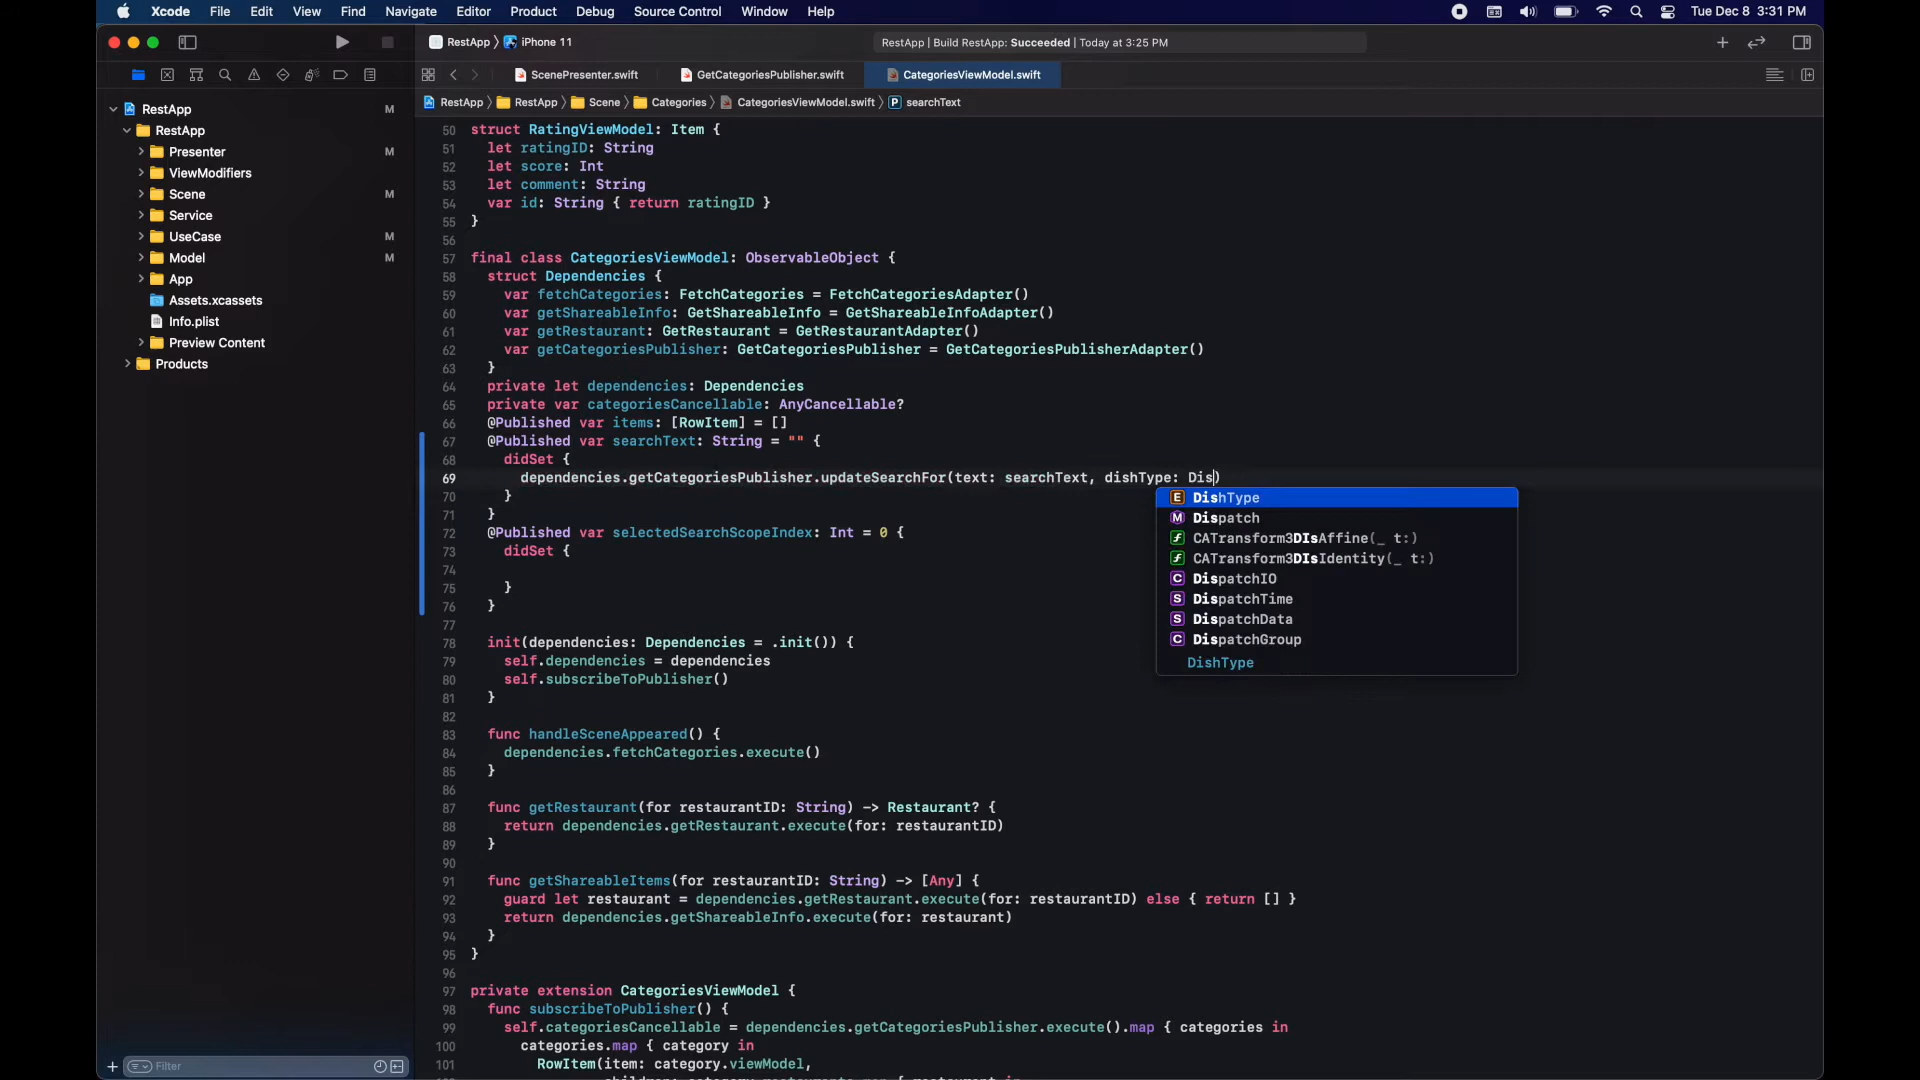 Xcode File Edit View Find Navigate Editor Product Debug Source Control Window Help Tue Dec 8 3:31 PM
RestApp iPhone 11 RestApp | Build RestApp: Succeeded | Today at 3:25 PM
ScenePresenter.swift GetCategoriesPublisher.swift CategoriesViewModel.swift
RestApp RestApp Scene Categories CategoriesViewModel.swift P searchText
RestApp M
RestApp
Presenter M
ViewModifiers
Scene M
Service
UseCase M
Model M
App
Assets.xcassets
Info.plist
Preview Content
Products
Filter
50 struct RatingViewModel: Item {
51 let ratingID: String
52 let score: Int
53 let comment: String
54 var id: String { return ratingID }
55 }
56
57 final class CategoriesViewModel: ObservableObject {
58 struct Dependencies {
59 var fetchCategories: FetchCategories = FetchCategoriesAdapter()
60 var getShareableInfo: GetShareableInfo = GetShareableInfoAdapter()
61 var getRestaurant: GetRestaurant = GetRestaurantAdapter()
62 var getCategoriesPublisher: GetCategoriesPublisher = GetCategoriesPublisherAdapter()
63 }
64 private let dependencies: Dependencies
65 private var categoriesCancellable: AnyCancellable?
66 @Published var items: [RowItem] = []
67 @Published var searchText: String = "" {
68 didSet {
69 dependencies.getCategoriesPublisher.updateSearchFor(text: searchText, dishType: Dis)
70 }
71 }
72 @Published var selectedSearchScopeIndex: Int = 0 {
73 didSet {
74
75 }
76 }
77
78 init(dependencies: Dependencies = .init()) {
79 self.dependencies = dependencies
80 self.subscribeToPublisher()
81 }
82
83 func handleSceneAppeared() {
84 dependencies.fetchCategories.execute()
85 }
86
87 func getRestaurant(for restaurantID: String) -> Restaurant? {
88 return dependencies.getRestaurant.execute(for: restaurantID)
89 }
90
91 func getShareableItems(for restaurantID: String) -> [Any] {
92 guard let restaurant = dependencies.getRestaurant.execute(for: restaurantID) else { return [] }
93 return dependencies.getShareableInfo.execute(for: restaurant)
94 }
95 }
96
97 private extension CategoriesViewModel {
98 func subscribeToPublisher() {
99 self.categoriesCancellable = dependencies.getCategoriesPublisher.execute().map { categories in
100 categories.map { category in
101 RowItem(item: category.viewModel,
E DishType
M Dispatch
f CATransform3DIsAffine(_ t:)
f CATransform3DIsIdentity(_ t:)
C DispatchIO
S DispatchTime
S DispatchData
C DispatchGroup
DishType